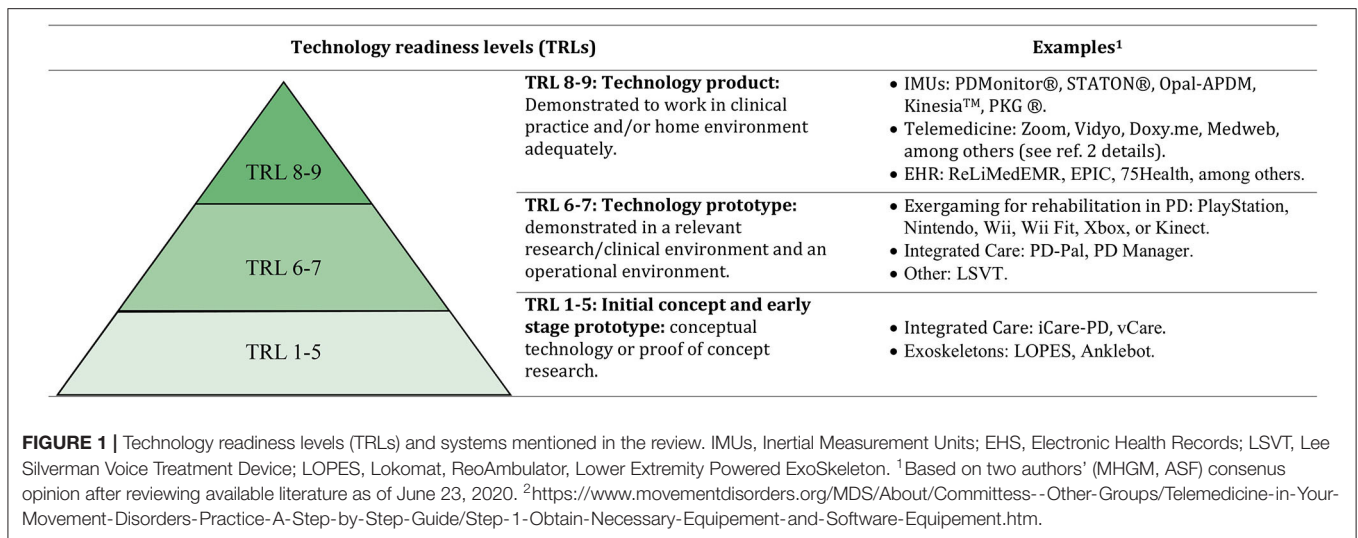 Technology readiness levels (TRLs)
Examples¹
TRL 8-9
TRL 8-9: Technology product:
Demonstrated to work in clinical
practice and/or home environment
adequately.
• IMUs: PDMonitor®, STATON®, Opal-APDM,
Kinesia™, PKG ®.
• Telemedicine: Zoom, Vidyo, Doxy.me, Medweb,
among others (see ref. 2 details).
• EHR: ReLiMedEMR, EPIC, 75Health, among others.
TRL 6-7
TRL 6-7: Technology prototype:
demonstrated in a relevant
research/clinical environment and an
operational environment.
• Exergaming for rehabilitation in PD: PlayStation,
Nintendo, Wii, Wii Fit, Xbox, or Kinect.
• Integrated Care: PD-Pal, PD Manager.
• Other: LSVT.
TRL 1-5
TRL 1-5: Initial concept and early
stage prototype: conceptual
technology or proof of concept
research.
• Integrated Care: iCare-PD, vCare.
• Exoskeletons: LOPES, Anklebot.
FIGURE 1 | Technology readiness levels (TRLs) and systems mentioned in the review. IMUs, Inertial Measurement Units; EHS, Electronic Health Records; LSVT, Lee
Silverman Voice Treatment Device; LOPES, Lokomat, ReoAmbulator, Lower Extremity Powered ExoSkeleton. ¹Based on two authors' (MHGM, ASF) consenus
opinion after reviewing available literature as of June 23, 2020. ²https://www.movementdisorders.org/MDS/About/Committess--Other-Groups/Telemedicine-in-Your-
Movement-Disorders-Practice-A-Step-by-Step-Guide/Step-1-Obtain-Necessary-Equipement-and-Software-Equipement.htm.